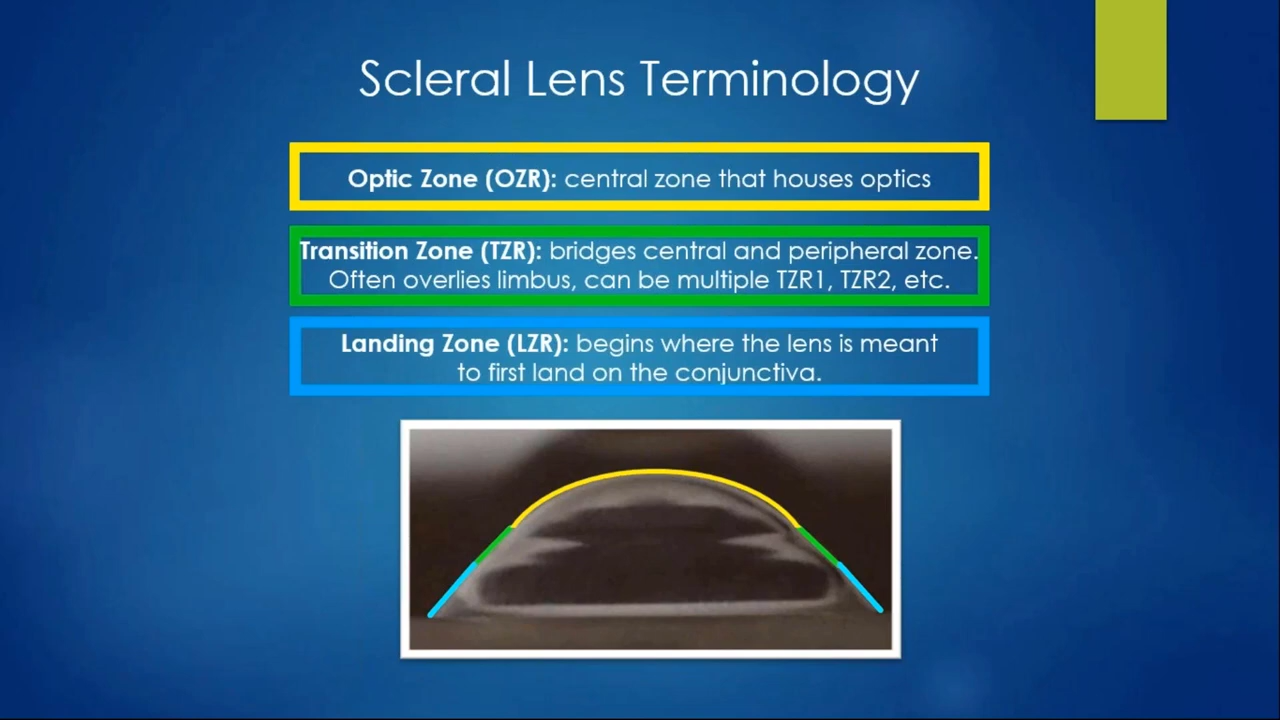 Scleral Lens Terminology
Optic Zone (OZR): central zone that houses optics
Transition Zone (TZR): bridges central and peripheral zone.
Often overlies limbus, can be multiple TZR1, TZR2, etc.
Landing Zone (LZR): begins where the lens is meant
to first land on the conjunctiva.